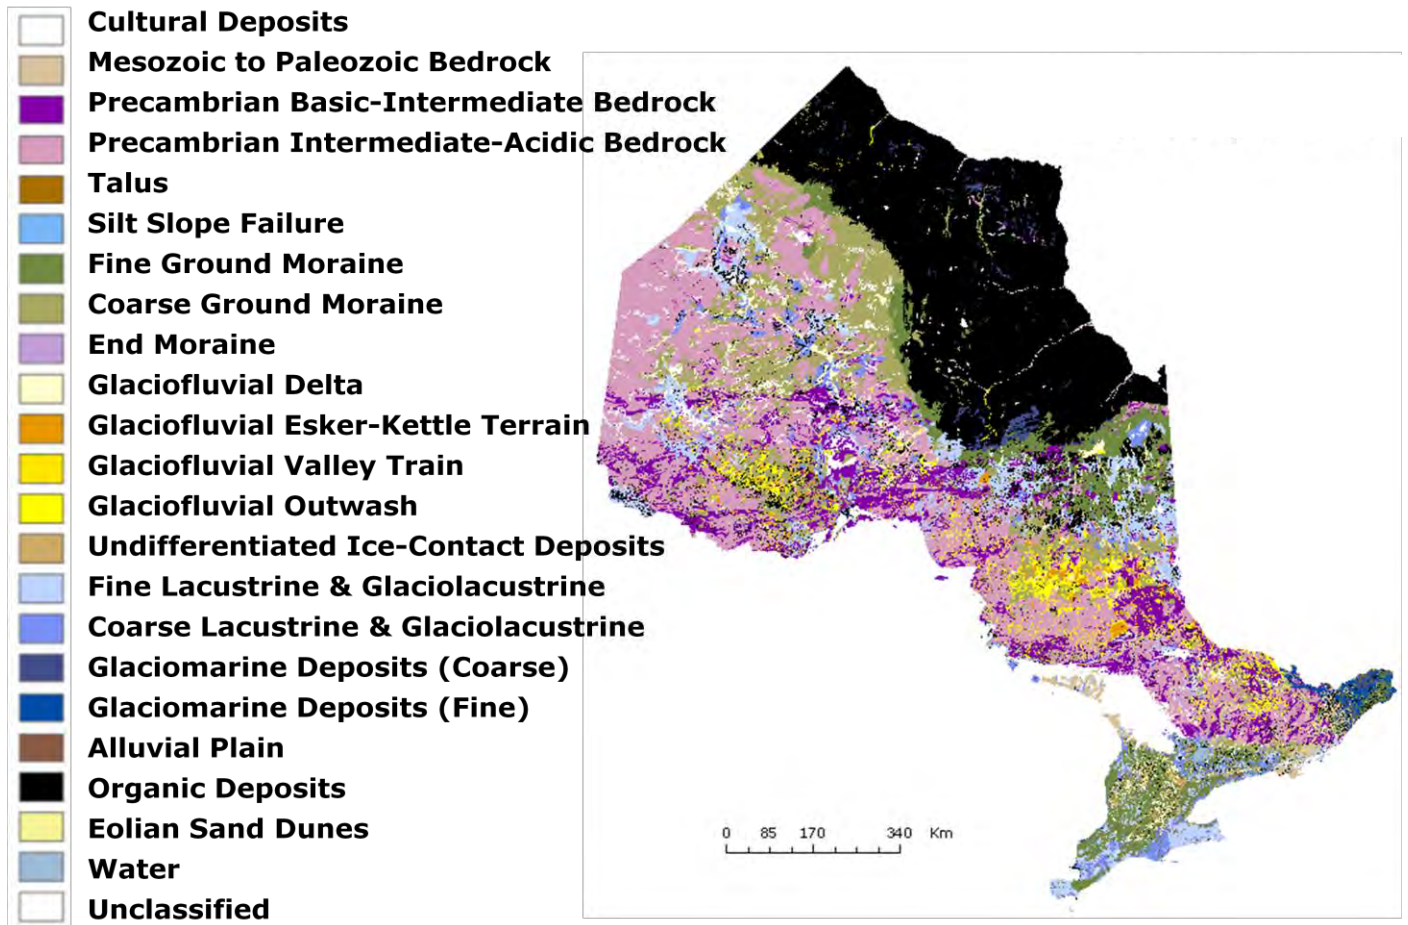 Cultural Deposits
Mesozoic to Paleozoic Bedrock
Precambrian Basic-Intermediate Bedrock
Precambrian Intermediate-Acidic Bedrock
Talus
Silt Slope Failure
Fine Ground Moraine
Coarse Ground Moraine
End Moraine
Glaciofluvial Delta
Glaciofluvial Esker-Kettle Terrain
Glaciofluvial Valley Train
Glaciofluvial Outwash
Undifferentiated Ice-Contact Deposits
Fine Lacustrine & Glaciolacustrine
Coarse Lacustrine & Glaciolacustrine
Glaciomarine Deposits (Coarse)
Glaciomarine Deposits (Fine)
Alluvial Plain
Organic Deposits
Eolian Sand Dunes
Water
Unclassified
0 85 170 340 Km